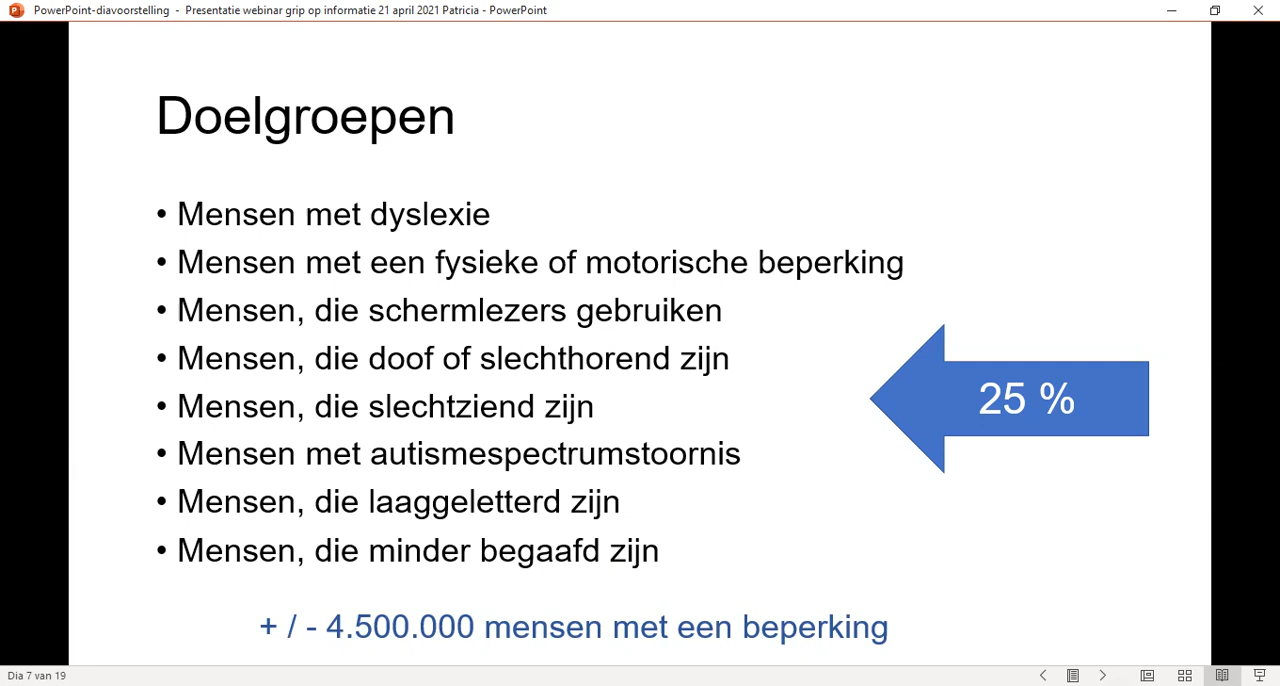 PowerPoint-diavoorstelling - Presentatie webinar grip op informatie 21 april 2021 Patricia - PowerPoint
Doelgroepen
• Mensen met dyslexie
• Mensen met een fysieke of motorische beperking
• Mensen, die schermlezers gebruiken
• Mensen, die doof of slechthorend zijn
• Mensen, die slechtziend zijn
• Mensen met autismespectrumstoornis
• Mensen, die laaggeletterd zijn
• Mensen, die minder begaafd zijn
25 %
+ / - 4.500.000 mensen met een beperking
Dia 7 van 19